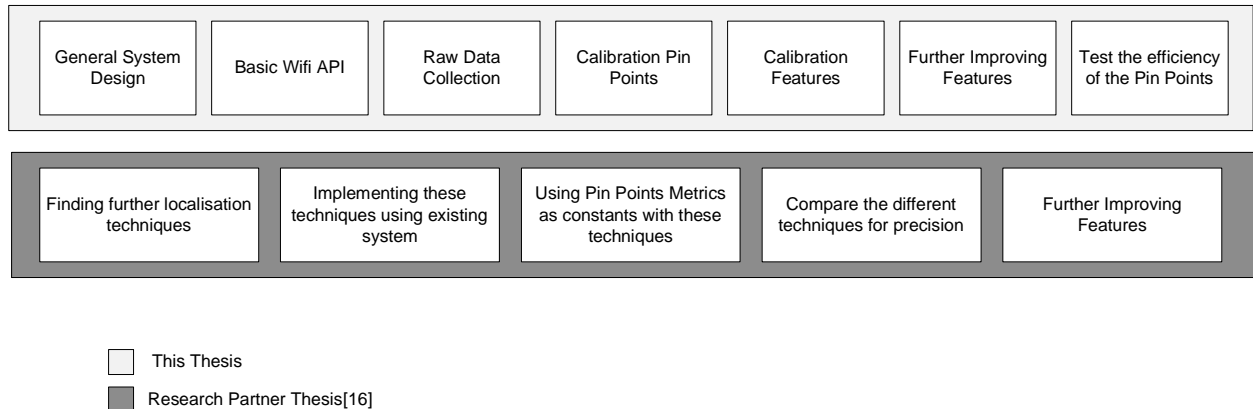 General System
Design
Basic Wifi API
Raw Data
Collection
Calibration Pin
Points
Calibration
Features
Further Improving
Features
Test the efficiency
of the Pin Points
Finding further localisation
techniques
Implementing these
techniques using existing
system
Using Pin Points Metrics
as constants with these
techniques
Compare the different
techniques for precision
Further Improving
Features
This Thesis
Research Partner Thesis[16]